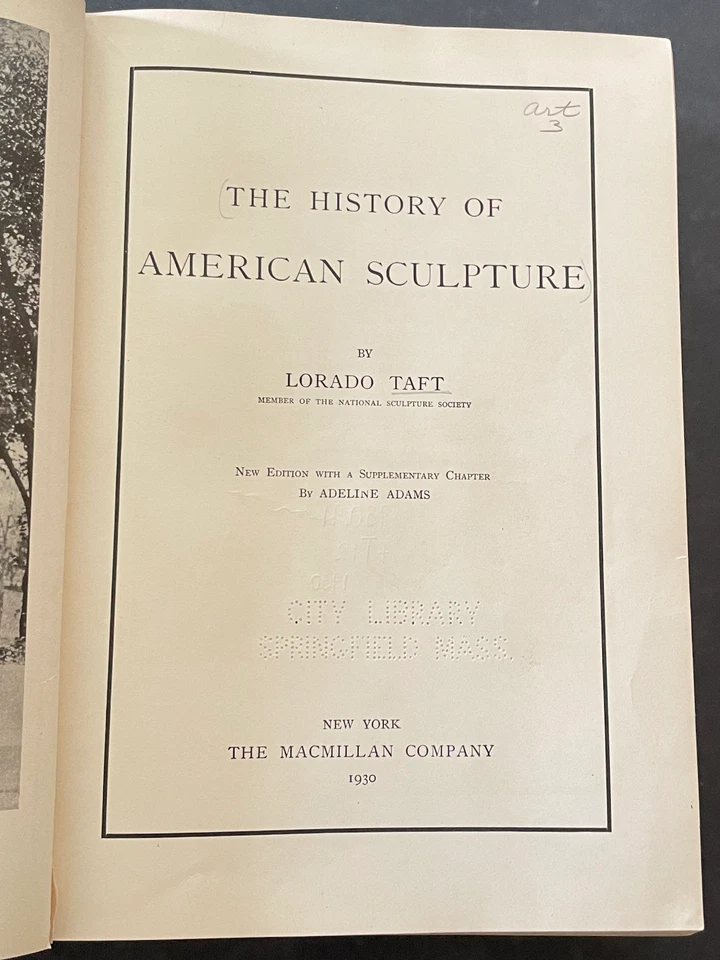 art
3
(THE HISTORY OF
AMERICAN SCULPTURE)
BY
LORADO TAFT
MEMBER OF THE NATIONAL SCULPTURE SOCIETY
NEW EDITION WITH A SUPPLEMENTARY CHAPTER
BY ADELINE ADAMS
CITY LIBRARY
SPRINGFIELD MASS.
NEW YORK
THE MACMILLAN COMPANY
1930